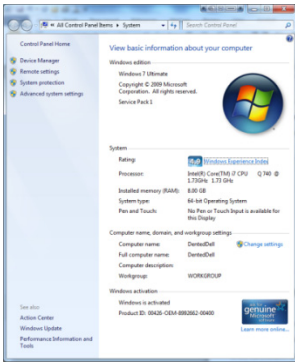 « All Control Panel Items ▸ System
Search Control Panel
Control Panel Home
Device Manager
Remote settings
System protection
Advanced system settings
View basic information about your computer
Windows edition
Windows 7 Ultimate
Copyright © 2009 Microsoft
Corporation. All rights reserved.
Service Pack 1
System
Rating: Windows Experience Index
Processor: Intel(R) Core(TM) i7 CPU Q 740 @
1.73GHz 1.73 GHz
Installed memory (RAM): 8.00 GB
System type: 64-bit Operating System
Pen and Touch: No Pen or Touch Input is available for
this Display
Computer name, domain, and workgroup settings
Computer name: DentedDell Change settings
Full computer name: DentedDell
Computer description:
Workgroup: WORKGROUP
Windows activation
Windows is activated
Product ID: 00426-OEM-8992662-00400
genuine
Microsoft
software
Learn more online...
See also
Action Center
Windows Update
Performance Information and
Tools